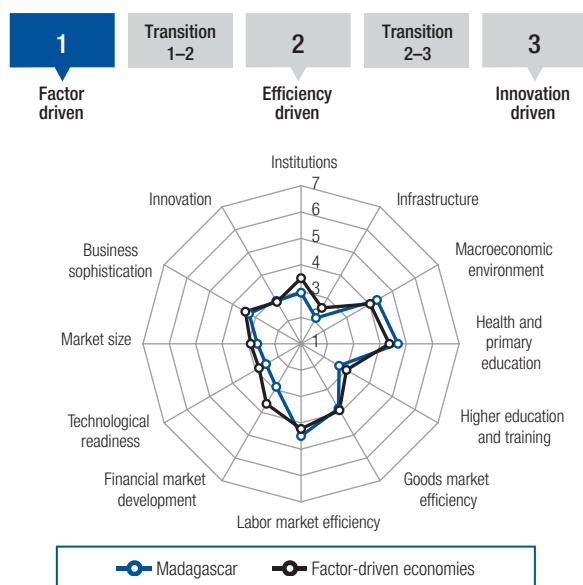 1
Transition
1–2
2
Transition
2–3
3
Factor
driven
Efficiency
driven
Innovation
driven
Institutions
7
Innovation
6
Infrastructure
5
Business
sophistication
4
Macroeconomic
environment
3
2
Market size
1
Health and
primary
education
Technological
readiness
Higher education
and training
Financial market
development
Goods market
efficiency
Labor market efficiency
Madagascar
Factor-driven economies